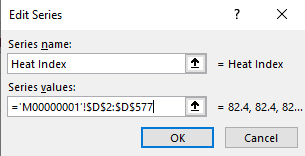 Edit Series
Series name:
Heat Index = Heat Index
Series values:
='M00000001'!$D$2:$D$577 = 82.4, 82.4, 82...
OK Cancel